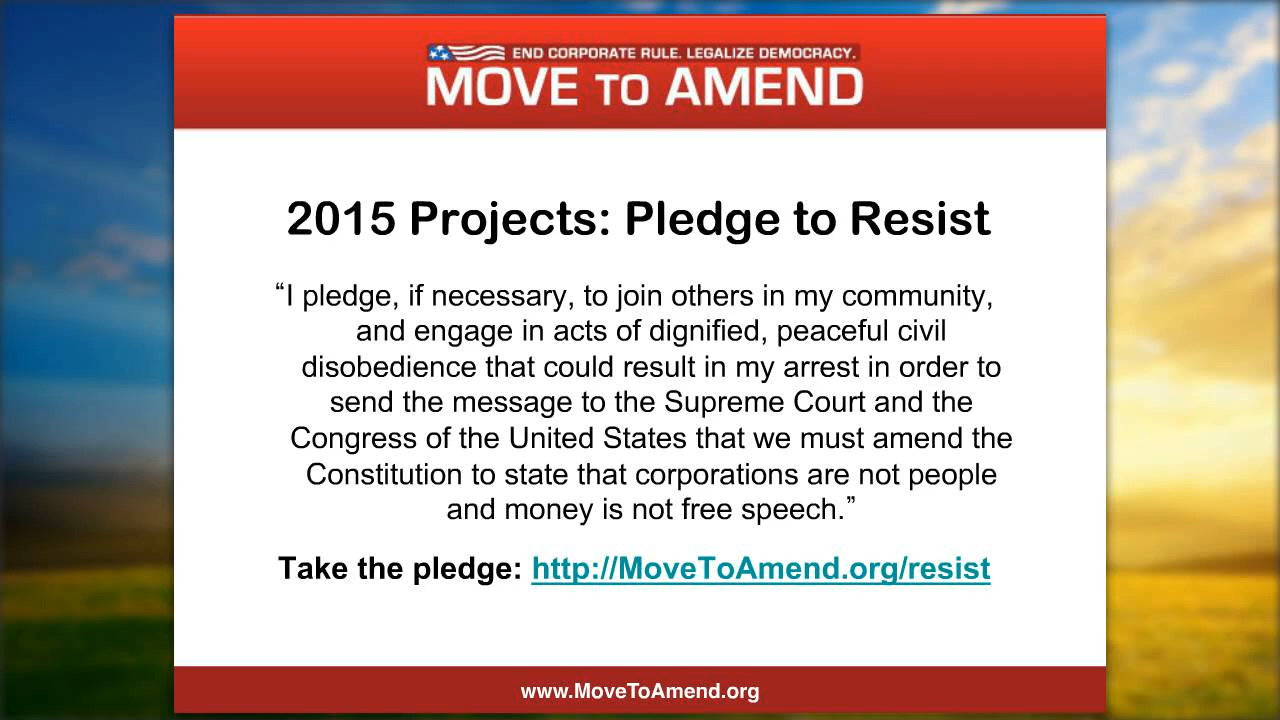 END CORPORATE RULE. LEGALIZE DEMOCRACY.
MOVE TO AMEND
2015 Projects: Pledge to Resist
“I pledge, if necessary, to join others in my community,
and engage in acts of dignified, peaceful civil
disobedience that could result in my arrest in order to
send the message to the Supreme Court and the
Congress of the United States that we must amend the
Constitution to state that corporations are not people
and money is not free speech.”
Take the pledge: http://MoveToAmend.org/resist
www.MoveToAmend.org